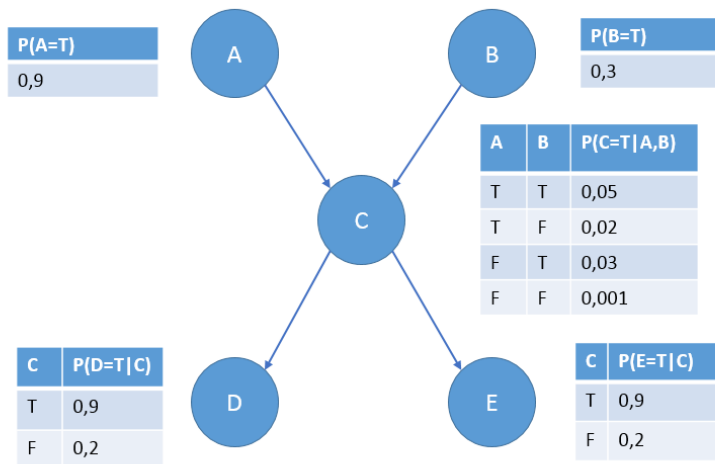 P(A=T)
0,9
A
B
P(B=T)
0,3
A B P(C=T|A,B)
T T 0,05
T F 0,02
F T 0,03
F F 0,001
C
C P(D=T|C)
T 0,9
F 0,2
D
E
C P(E=T|C)
T 0,9
F 0,2